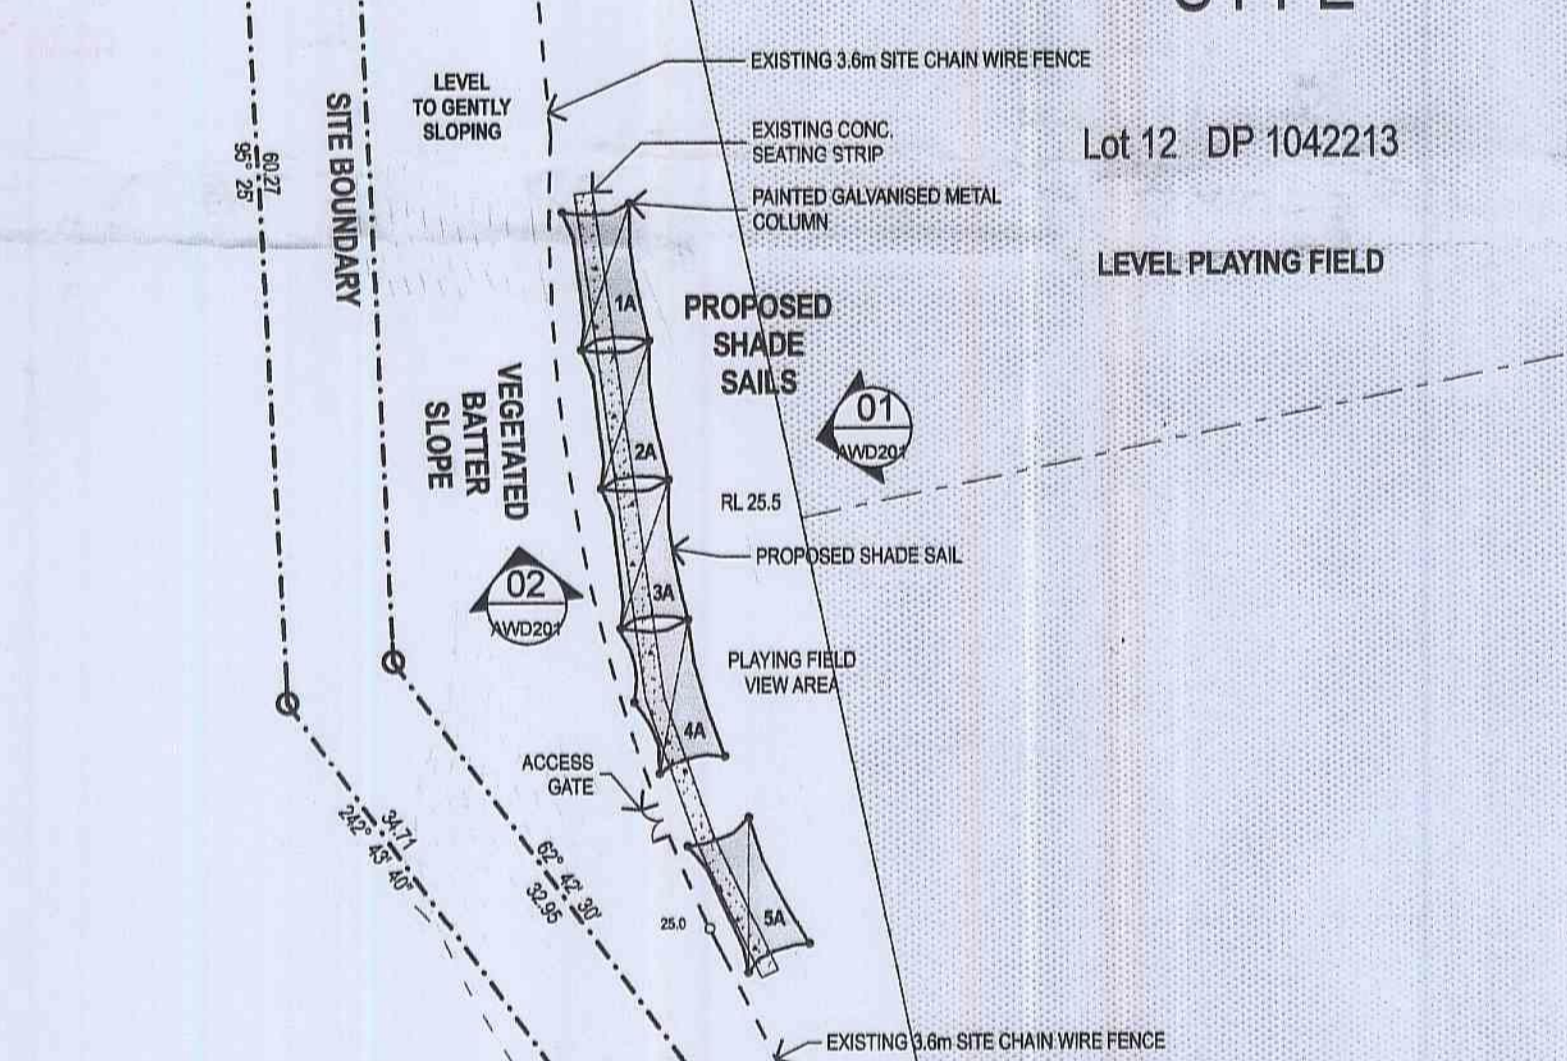 EXISTING 3.6m SITE CHAIN WIRE FENCE
LEVEL
TO GENTLY
SLOPING
EXISTING CONC.
SEATING STRIP
Lot 12 DP 1042213
SITE BOUNDARY
60.27
95° 25'
PAINTED GALVANISED METAL
COLUMN
LEVEL PLAYING FIELD
1A
PROPOSED
SHADE
SAILS
VEGETATED
BATTER
SLOPE
01
AWD201
2A
RL 25.5
PROPOSED SHADE SAIL
02
AWD201
3A
PLAYING FIELD
VIEW AREA
4A
ACCESS
GATE
34.71
242° 43' 40"
62° 42' 30"
32.95
25.0
5A
EXISTING 3.6m SITE CHAIN WIRE FENCE